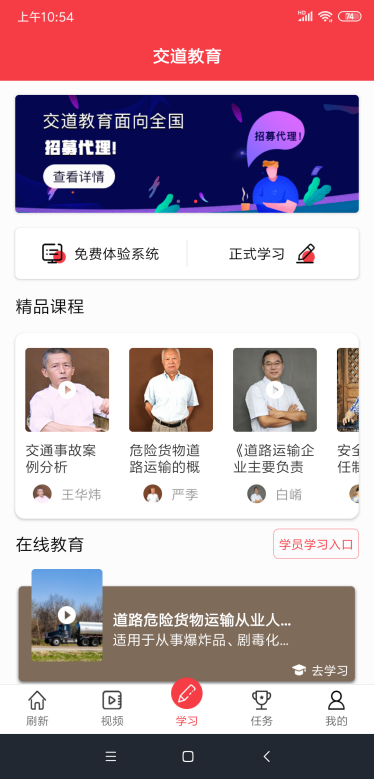 上午10:54
HD
74
交道教育
交道教育面向全国
招募代理!
查看详情
招募代理!
免费体验系统
正式学习
精品课程
交通事故案
例分析
王华炜
危险货物道
路运输的概
严季
《道路运输企
业主要负责
白崤
安全
任制
在线教育
学员学习入口
道路危险货物运输从业人...
适用于从事爆炸品、剧毒化...
去学习
刷新
视频
学习
任务
我的